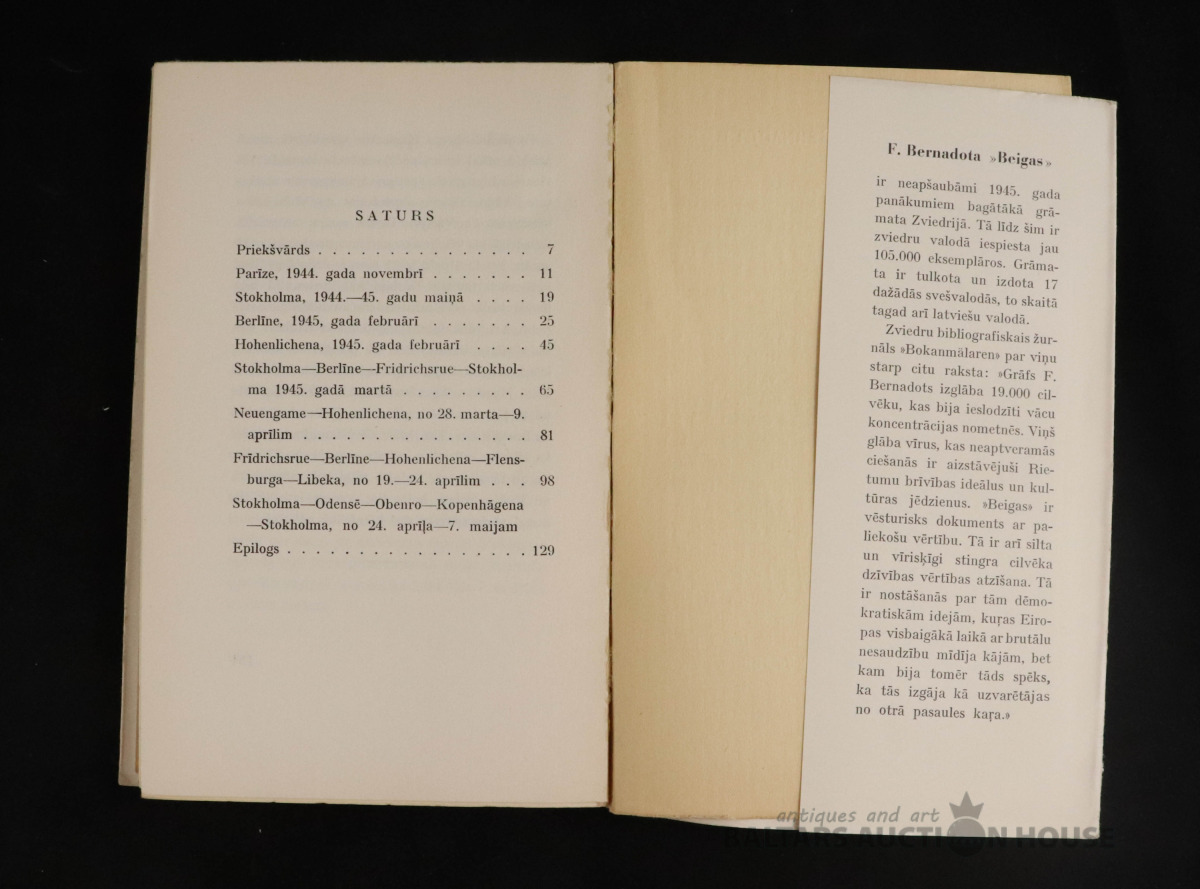 SATURS
Priekšvārds . . . . . . . . . . . . . . . 7
Parīze, 1944. gada novembrī . . . . . . . 11
Stokholma, 1944.—45. gadu maiņā . . . . 19
Berlīne, 1945, gada februārī . . . . . . . 25
Hohenlichena, 1945. gada februārī . . . . 45
Stokholma—Berlīne—Fridrichsrue—Stokhol-
ma 1945. gadā martā . . . . . . . . . 65
Neuengame—Hohenlichena, no 28. marta—9.
aprīlim . . . . . . . . . . . . . . . . 81
Frīdrichsrue—Berlīne—Hohenlichena—Flens-
burga—Libeka, no 19.—24. aprīlim . . . 98
Stokholma—Odensē—Obenro—Kopenhāgena
—Stokholma, no 24. aprīļa—7. maijam
Epilogs . . . . . . . . . . . . . . . . . 129
F. Bernadota »Beigas»
ir neapšaubāmi 1945. gada
panākumiem bagātākā grā-
mata Zviedrijā. Tā līdz šim ir
zviedru valodā iespiesta jau
105.000 eksemplāros. Grāma-
ta ir tulkota un izdota 17
dažādās svešvalodās, to skaitā
tagad arī latviešu valodā.
Zviedru bibliografiskais žur-
nāls »Bokanmälaren» par viņu
starp citu raksta: »Grāfs F.
Bernadots izglāba 19.000 cil-
vēku, kas bija ieslodzīti vācu
koncentrācijas nometnēs. Viņš
glāba vīrus, kas neaptveramās
ciešanās ir aizstāvējuši Rie-
tumu brīvības ideālus un kul-
tūras jēdzienus. »Beigas» ir
vēsturisks dokuments ar pa-
liekošu vērtību. Tā ir arī silta
un vīrisķīgi stingra cilvēka
dzīvības vērtības atzīšana. Tā
ir nostāšanās par tām dēmo-
kratiskām idejām, kuŗas Eiro-
pas visbaigākā laikā ar brutālu
nesaudzību mīdīja kājām, bet
kam bija tomēr tāds spēks,
ka tās izgāja kā uzvarētājas
no otrā pasaules kaŗa.»
antiques and art
BALTARS AUCTION HOUSE